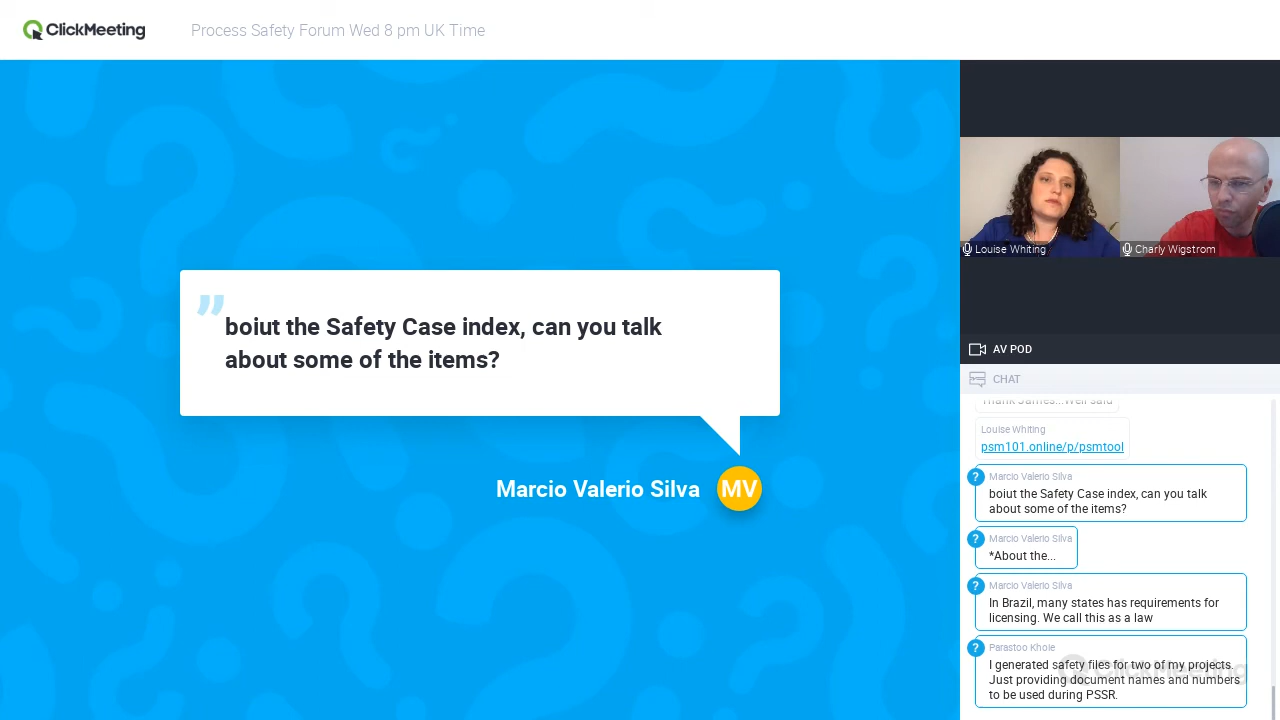 ClickMeeting
Process Safety Forum Wed 8 pm UK Time
”
boiut the Safety Case index, can you talk
about some of the items?
Marcio Valerio Silva
MV
Louise Whiting
Charly Wigstrom
AV POD
CHAT
Thank James...Well said
Louise Whiting
psm101.online/p/psmtool
?
Marcio Valerio Silva
boiut the Safety Case index, can you talk
about some of the items?
?
Marcio Valerio Silva
*About the...
?
Marcio Valerio Silva
In Brazil, many states has requirements for
licensing. We call this as a law
?
Parastoo Khoie
I generated safety files for two of my projects.
Just providing document names and numbers
to be used during PSSR.
ClickMeeting